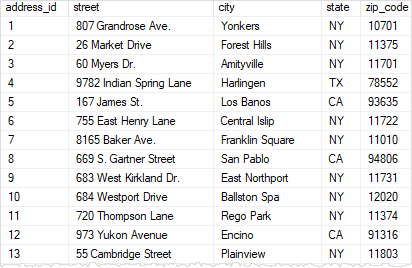 address_id street city state zip_code
1 807 Grandrose Ave. Yonkers NY 10701
2 26 Market Drive Forest Hills NY 11375
3 60 Myers Dr. Amityville NY 11701
4 9782 Indian Spring Lane Harlingen TX 78552
5 167 James St. Los Banos CA 93635
6 755 East Henry Lane Central Islip NY 11722
7 8165 Baker Ave. Franklin Square NY 11010
8 669 S. Gartner Street San Pablo CA 94806
9 683 West Kirkland Dr. East Northport NY 11731
10 684 Westport Drive Ballston Spa NY 12020
11 720 Thompson Lane Rego Park NY 11374
12 973 Yukon Avenue Encino CA 91316
13 55 Cambridge Street Plainview NY 11803